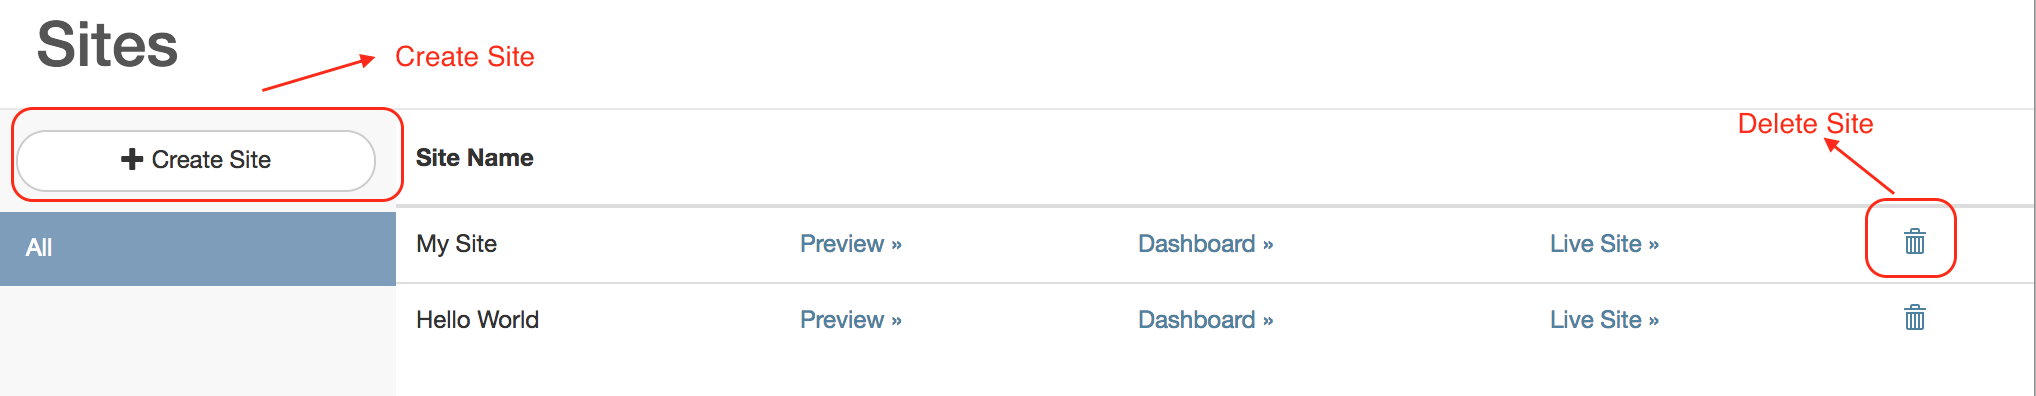 Sites
Create Site
Delete Site
Create Site
Site Name
All
My Site Preview » Dashboard » Live Site »
Hello World Preview » Dashboard » Live Site »